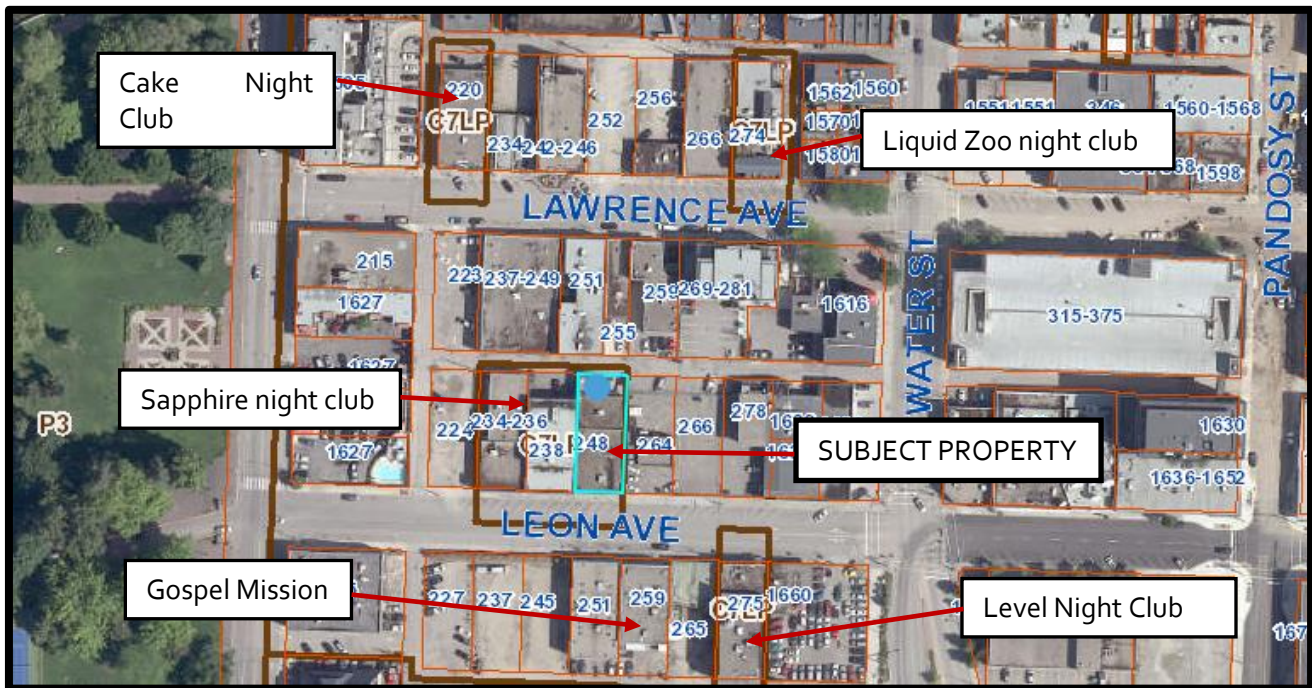 Cake Night
Club
220
C7LP
234
242-246
252
256
266
274
C7LP
1562
1560
1570
1580
346
1560-1568
1598
PANDOSY ST
Liquid Zoo night club
LAWRENCE AVE
WATER ST
215
1627
1627
1627
223
237-249
251
255
259
269-281
1616
315-375
Sapphire night club
P3
224
234-236
C7LP
238
248
264
266
278
SUBJECT PROPERTY
1630
1636-1652
LEON AVE
Gospel Mission
227
237
245
251
259
265
275
C7LP
1660
Level Night Club